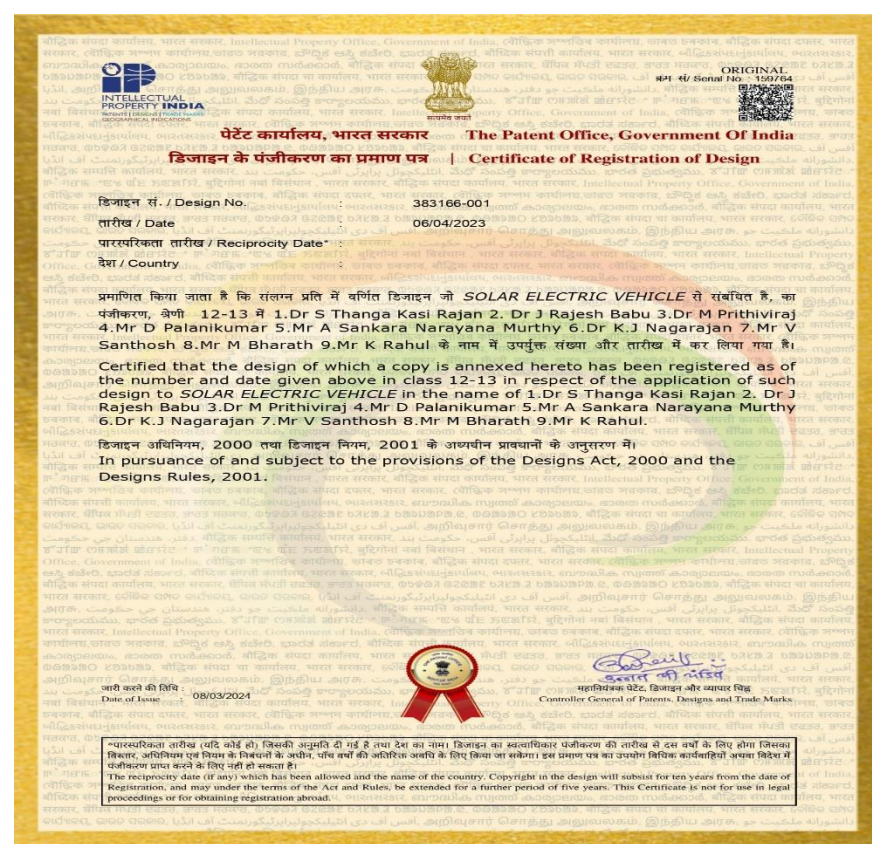 ORIGINAL
क्रम सं/ Serial No. : 159764
INTELLECTUAL
PROPERTY INDIA
PATENTS | DESIGNS | TRADE MARKS
GEOGRAPHICAL INDICATIONS
सत्यमेव जयते
पेटेंट कार्यालय, भारत सरकार The Patent Office, Government Of India
डिजाइन के पंजीकरण का प्रमाण पत्र | Certificate of Registration of Design
डिजाइन सं. / Design No. : 383166-001
तारीख / Date : 06/04/2023
पारस्परिकता तारीख / Reciprocity Date* :
देश / Country :
प्रमाणित किया जाता है कि संलग्न प्रति में वर्णित डिजाइन जो SOLAR ELECTRIC VEHICLE से संबंधित है, का
पंजीकरण, श्रेणी 12-13 में 1.Dr S Thanga Kasi Rajan 2. Dr J Rajesh Babu 3.Dr M Prithiviraj
4.Mr D Palanikumar 5.Mr A Sankara Narayana Murthy 6.Dr K.J Nagarajan 7.Mr V
Santhosh 8.Mr M Bharath 9.Mr K Rahul के नाम में उपर्युक्त संख्या और तारीख में कर लिया गया है।
Certified that the design of which a copy is annexed hereto has been registered as of
the number and date given above in class 12-13 in respect of the application of such
design to SOLAR ELECTRIC VEHICLE in the name of 1.Dr S Thanga Kasi Rajan 2. Dr J
Rajesh Babu 3.Dr M Prithiviraj 4.Mr D Palanikumar 5.Mr A Sankara Narayana Murthy
6.Dr K.J Nagarajan 7.Mr V Santhosh 8.Mr M Bharath 9.Mr K Rahul.
डिजाइन अधिनियम, 2000 तथा डिजाइन नियम, 2001 के अध्यधीन प्रावधानों के अनुसरण में।
In pursuance of and subject to the provisions of the Designs Act, 2000 and the
Designs Rules, 2001.
जारी करने की तिथि :
Date of Issue : 08/03/2024
महानियंत्रक पेटेंट, डिजाइन और व्यापार चिह्न
Controller General of Patents, Designs and Trade Marks
*पारस्परिकता तारीख (यदि कोई हो) जिसकी अनुमति दी गई है तथा देश का नाम। डिजाइन का स्वत्वाधिकार पंजीकरण की तारीख से दस वर्षों के लिए होगा जिसका
विस्तार, अधिनियम एवं नियम के निबंधनों के अधीन, पाँच वर्षों की अतिरिक्त अवधि के लिए किया जा सकेगा। इस प्रमाण पत्र का उपयोग विधिक कार्यवाहियों अथवा विदेश में
पंजीकरण प्राप्त करने के लिए नहीं हो सकता है।
The reciprocity date (if any) which has been allowed and the name of the country. Copyright in the design will subsist for ten years from the date of
Registration, and may under the terms of the Act and Rules, be extended for a further period of five years. This Certificate is not for use in legal
proceedings or for obtaining registration abroad.